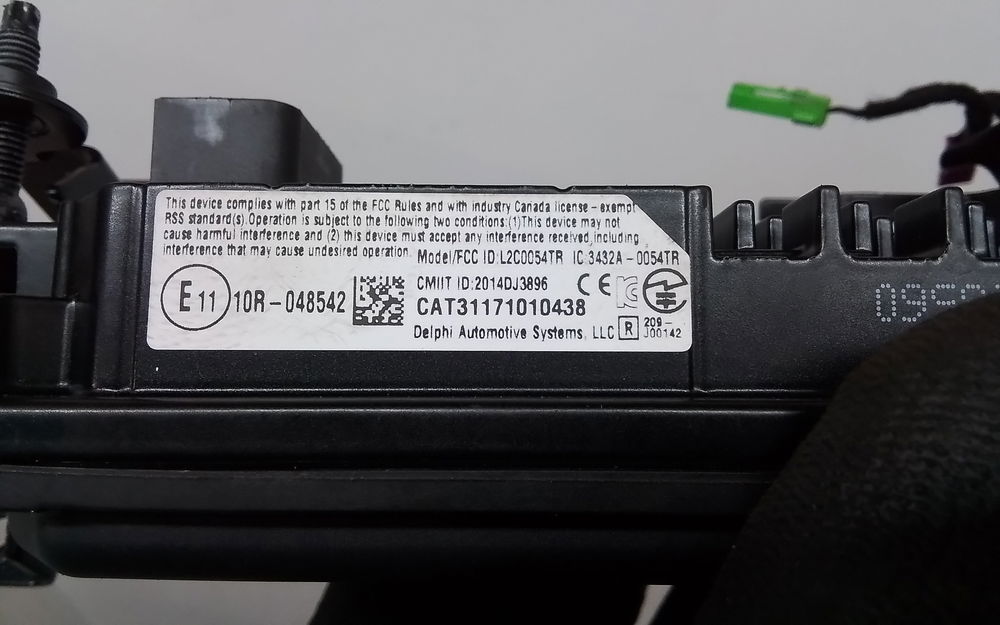 This device complies with part 15 of the FCC Rules and with industry Canada license-exempt
RSS standard(s).Operation is subject to the following two conditions:(1)This device may not
cause harmful interference and (2) this device must accept any interference received,including
interference that may cause undesired operation. Model/FCC ID:L2C0054TR IC 3432A-0054TR
E11 10R-048542
CMIIT ID:2014DJ3896 CE
CAT31171010438
Delphi Automotive Systems, LLC R 209-J00142